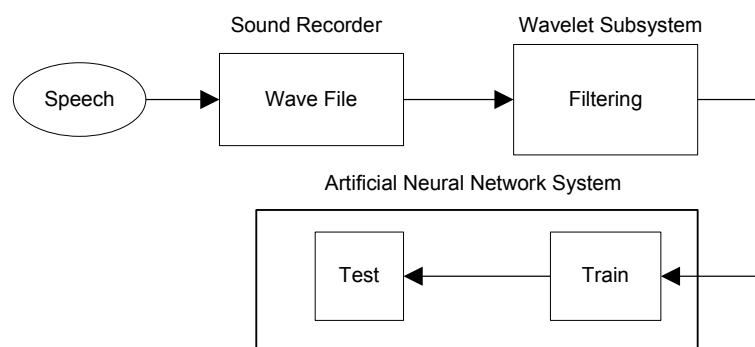 Sound Recorder
Wavelet Subsystem
Speech
Wave File
Filtering
Artificial Neural Network System
Test
Train